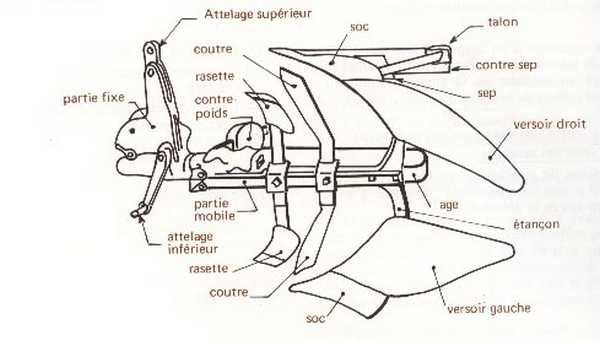 Attelage supérieur
soc
talon
coutre
rasette
contre sep
partie fixe
contre-
poids
sep
versoir droit
partie
mobile
age
étançon
attelage
inférieur
rasette
coutre
soc
versoir gauche